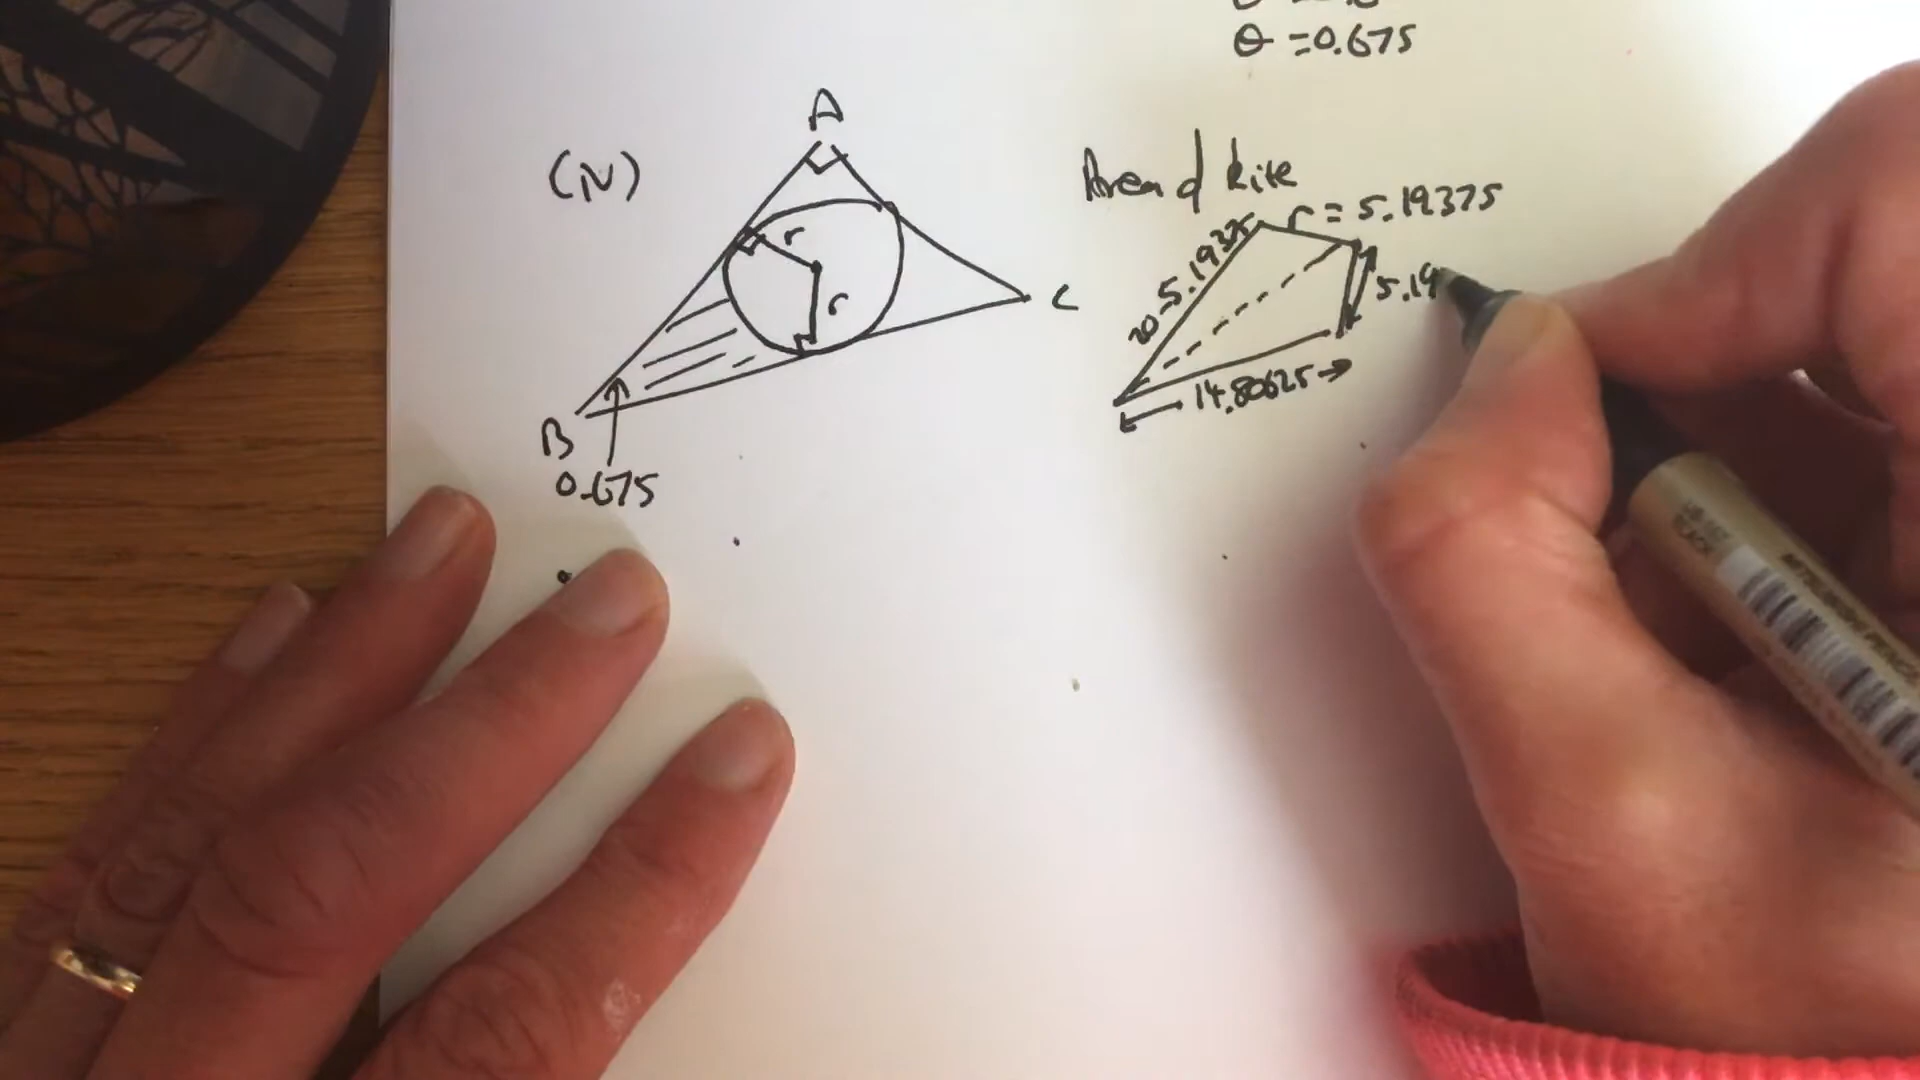 θ = 0.675
(IV)
A
Area of kite
r
r = 5.19375
20-5.19375
r
5.19
C
14.80625
B
0.675